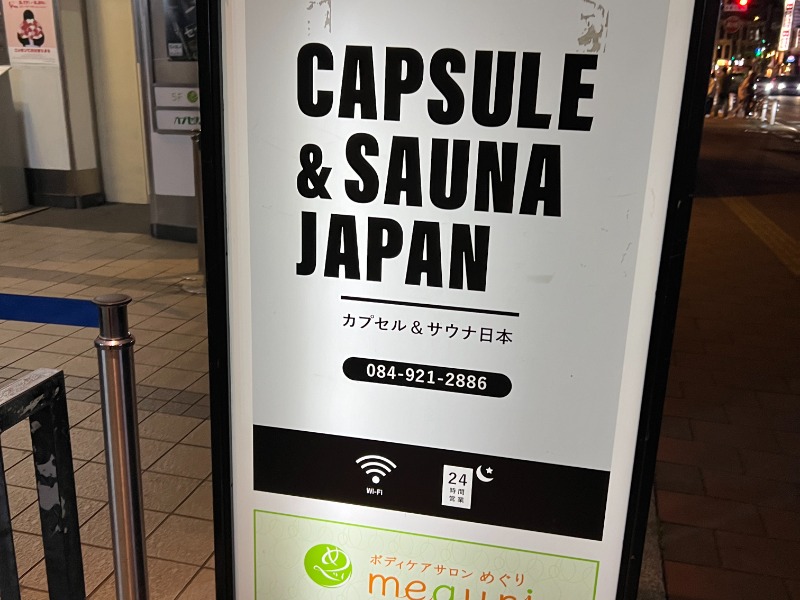 CAPSULE
& SAUNA
JAPAN
カプセル＆サウナ日本
084-921-2886
Wi-Fi
24
時間
営業
ボディケアサロン めぐり
meguri